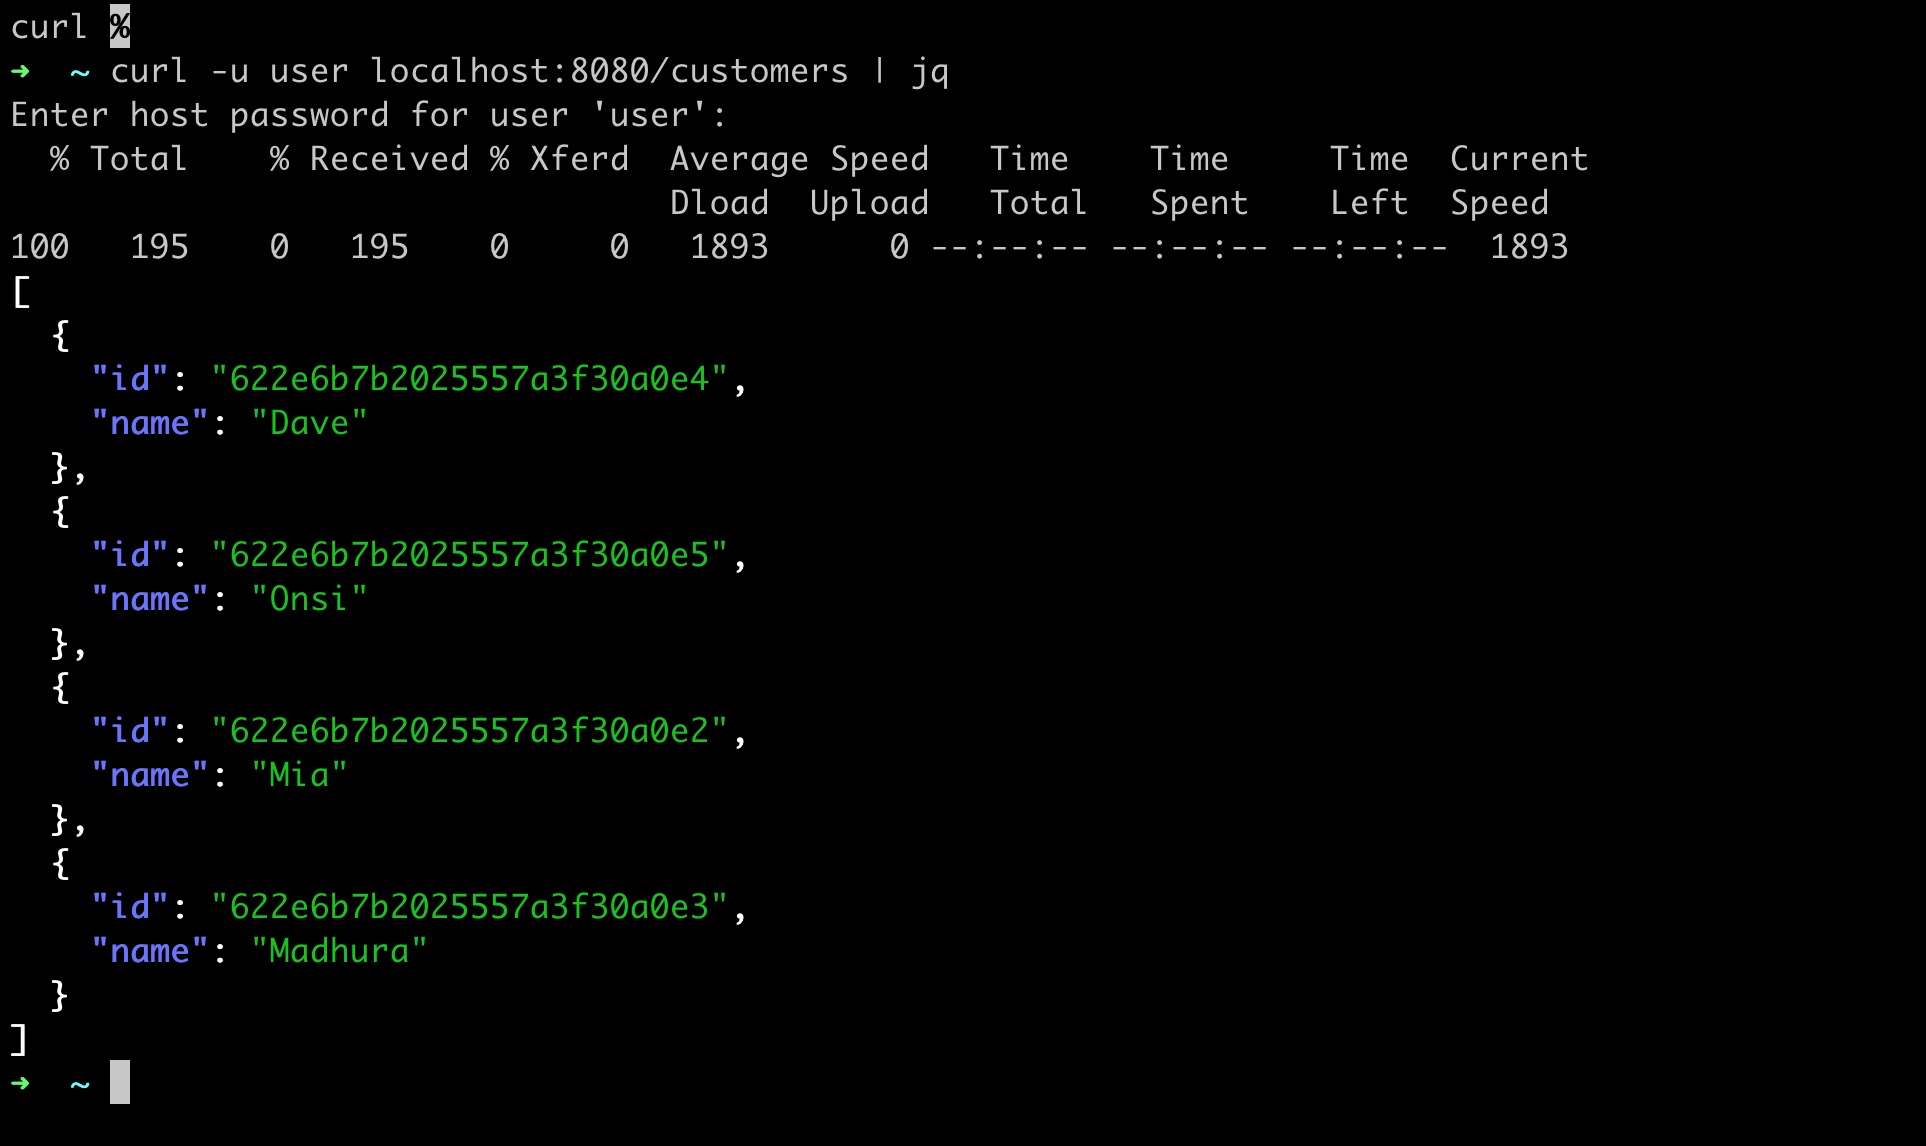 curl %
➜  ~ curl -u user localhost:8080/customers | jq
Enter host password for user 'user':
  % Total    % Received % Xferd  Average Speed   Time    Time     Time  Current
                                 Dload  Upload   Total   Spent    Left  Speed
100   195    0   195    0     0   1893      0 --:--:-- --:--:-- --:--:--  1893
[
  {
    "id": "622e6b7b2025557a3f30a0e4",
    "name": "Dave"
  },
  {
    "id": "622e6b7b2025557a3f30a0e5",
    "name": "Onsi"
  },
  {
    "id": "622e6b7b2025557a3f30a0e2",
    "name": "Mia"
  },
  {
    "id": "622e6b7b2025557a3f30a0e3",
    "name": "Madhura"
  }
]
➜  ~